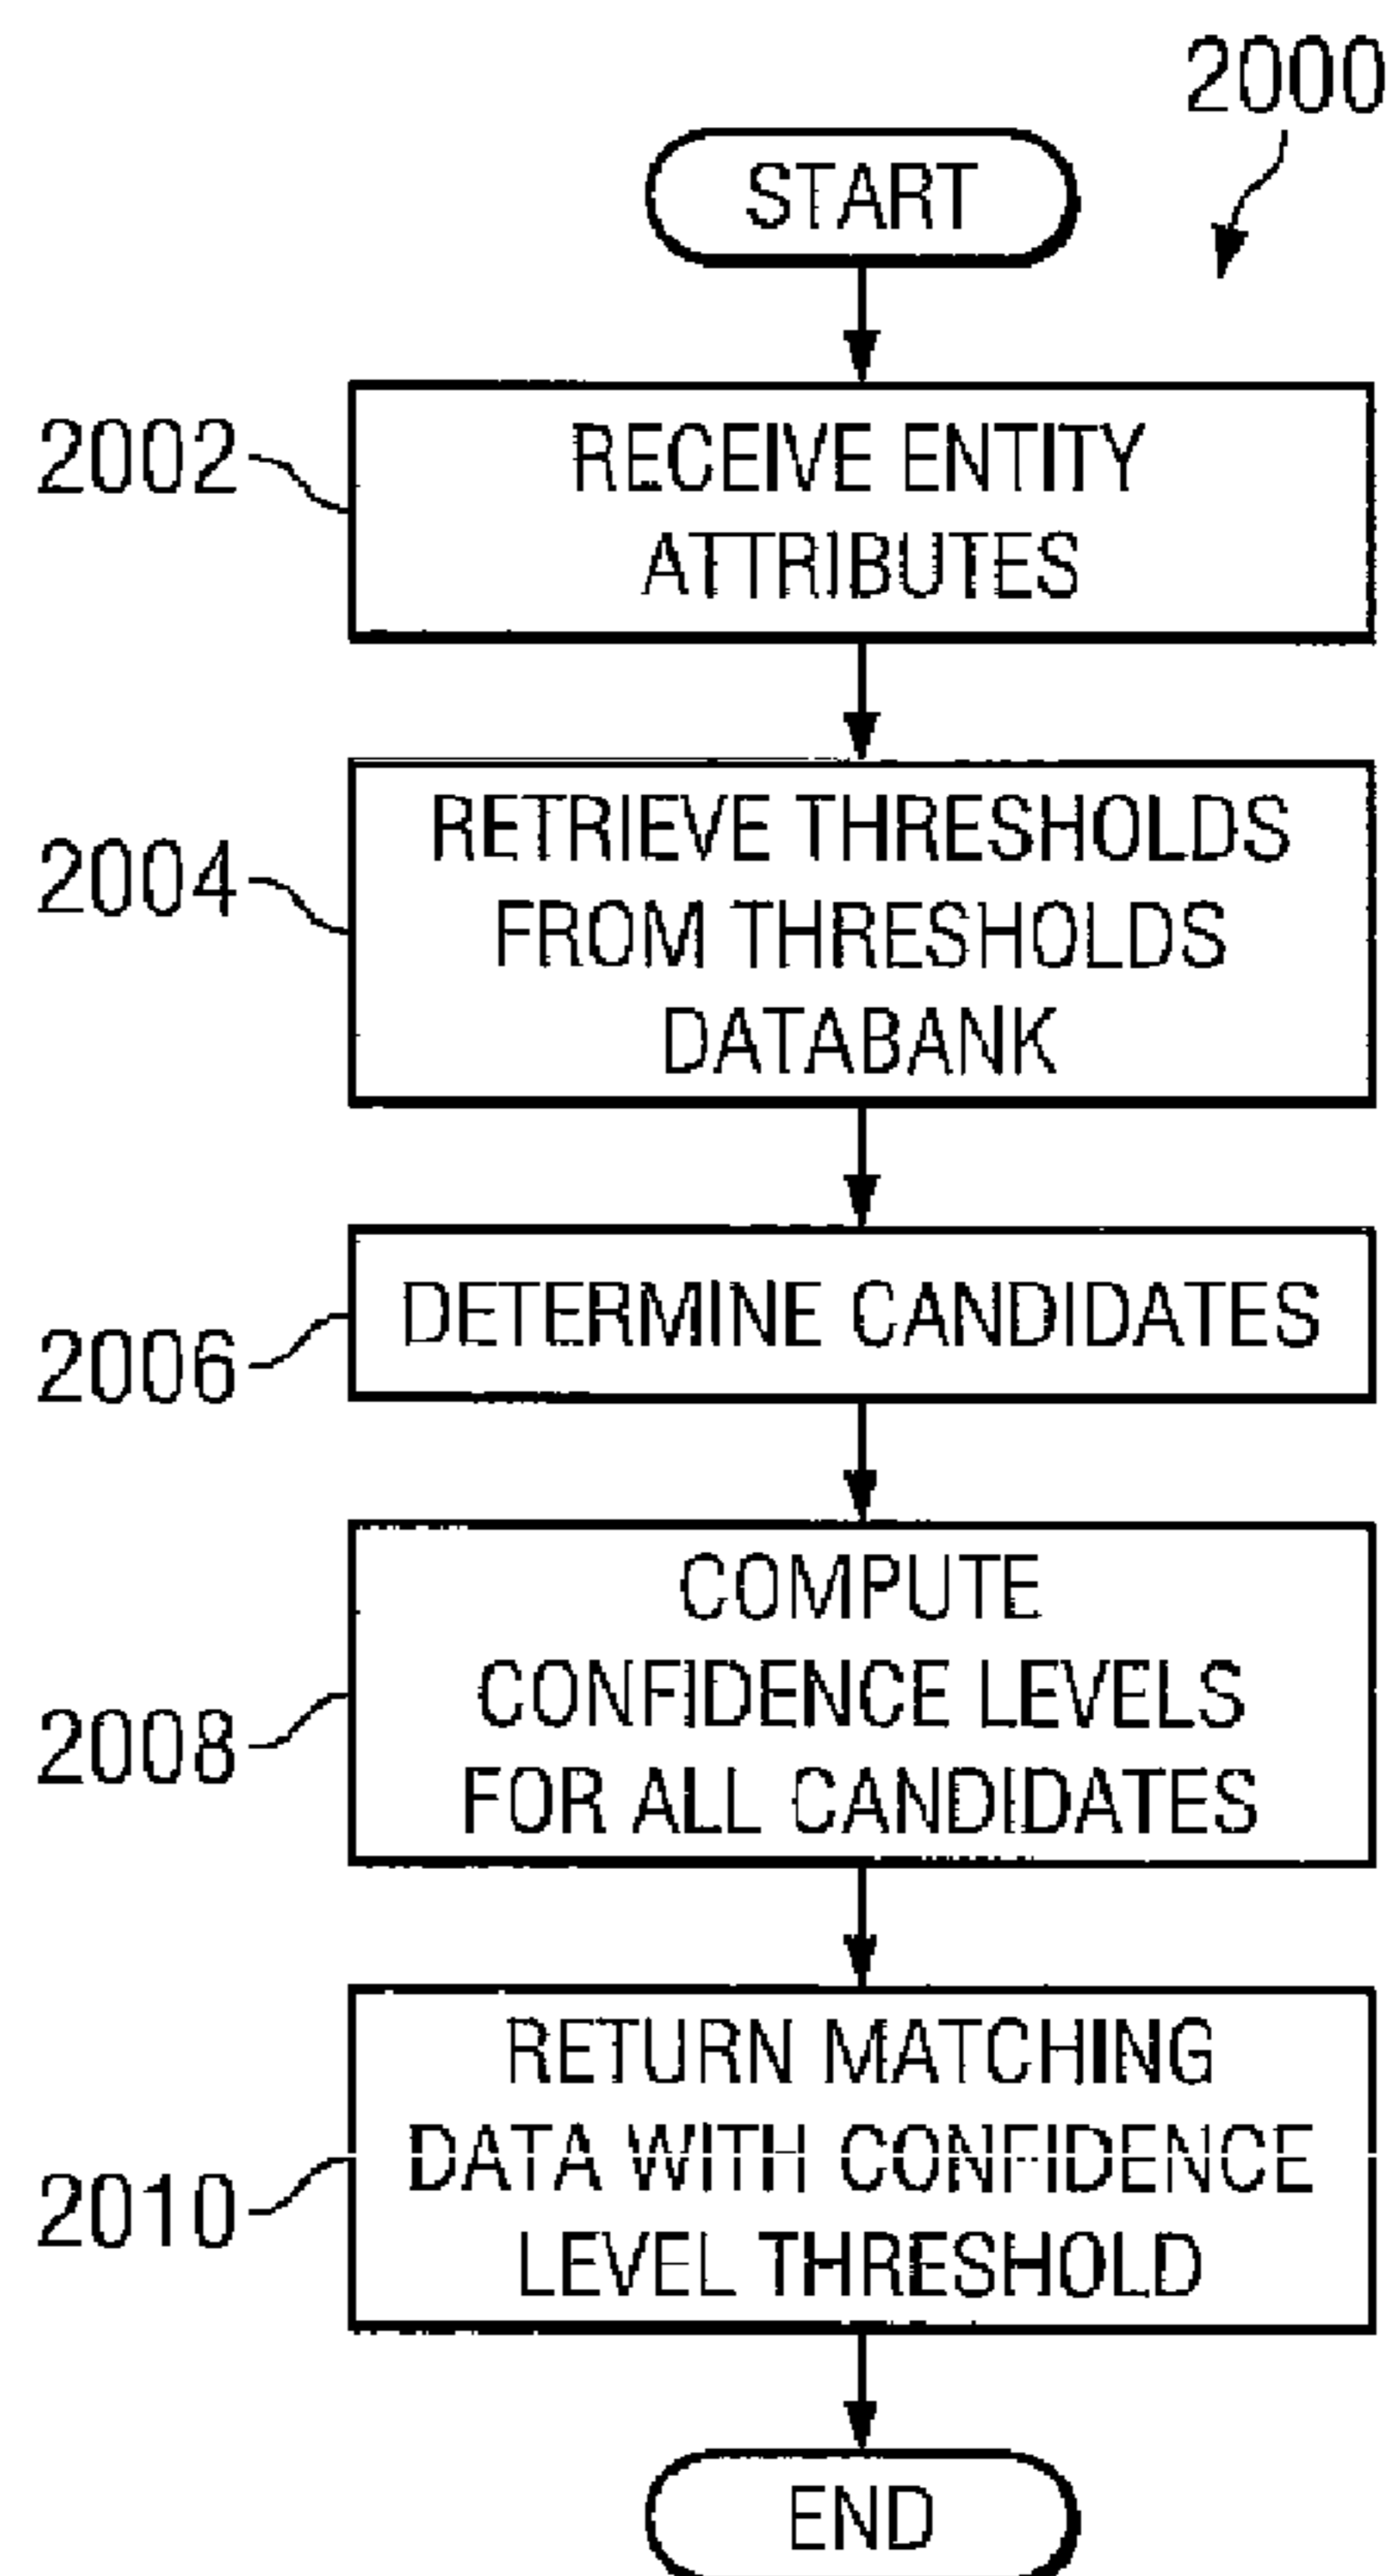 2000
START
2002
RECEIVE ENTITY
ATTRIBUTES
2004
RETRIEVE THRESHOLDS
FROM THRESHOLDS
DATABANK
2006
DETERMINE CANDIDATES
2008
COMPUTE
CONFIDENCE LEVELS
FOR ALL CANDIDATES
2010
RETURN MATCHING
DATA WITH CONFIDENCE
LEVEL THRESHOLD
END